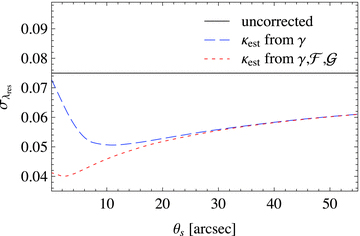 uncorrected
κest from γ
κest from γ,ℱ,𝒢
0.09
0.08
0.07
0.06
0.05
0.04
σλres
10 20 30 40 50
θs [arcsec]